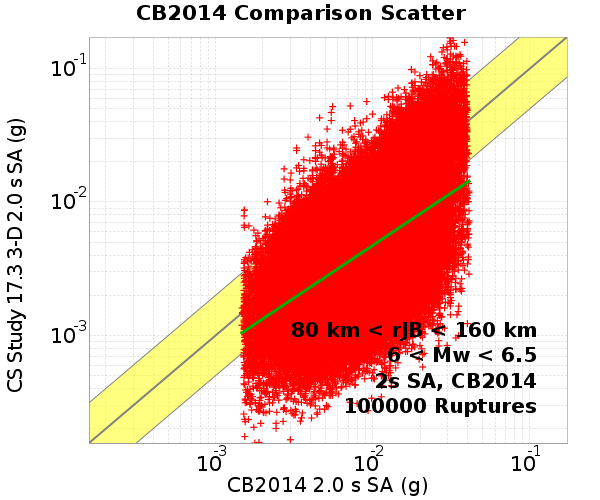 CB2014 Comparison Scatter
CS Study 17.3 3-D 2.0 s SA (g)
10-1
10-2
10-3
80 km < rJB < 160 km
6 < Mw < 6.5
2s SA, CB2014
100000 Ruptures
10-3 10-2 10-1
CB2014 2.0 s SA (g)